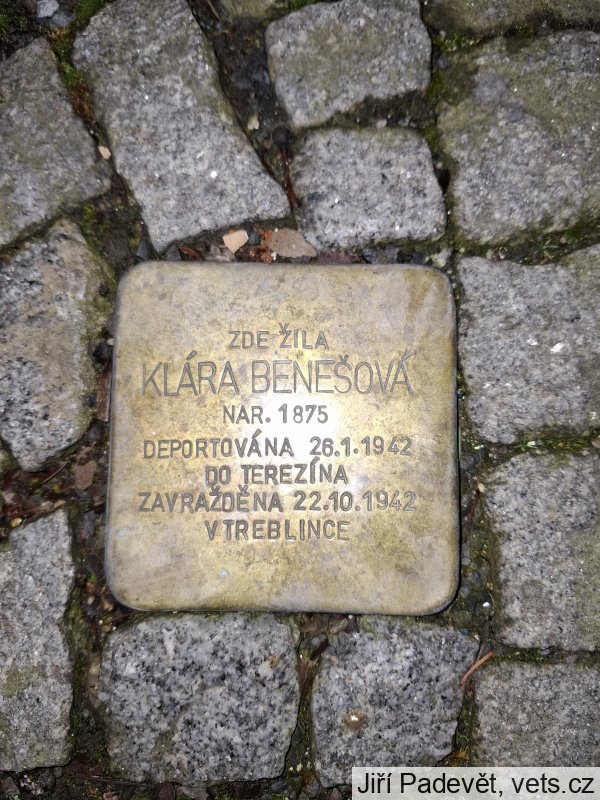 ZDE ŽILA
KLÁRA BENEŠOVÁ
NAR. 1875
DEPORTOVÁNA 26.1.1942
DO TEREZÍNA
ZAVRAŽDĚNA 22.10.1942
V TREBLINCE
Jiří Padevět, vets.cz